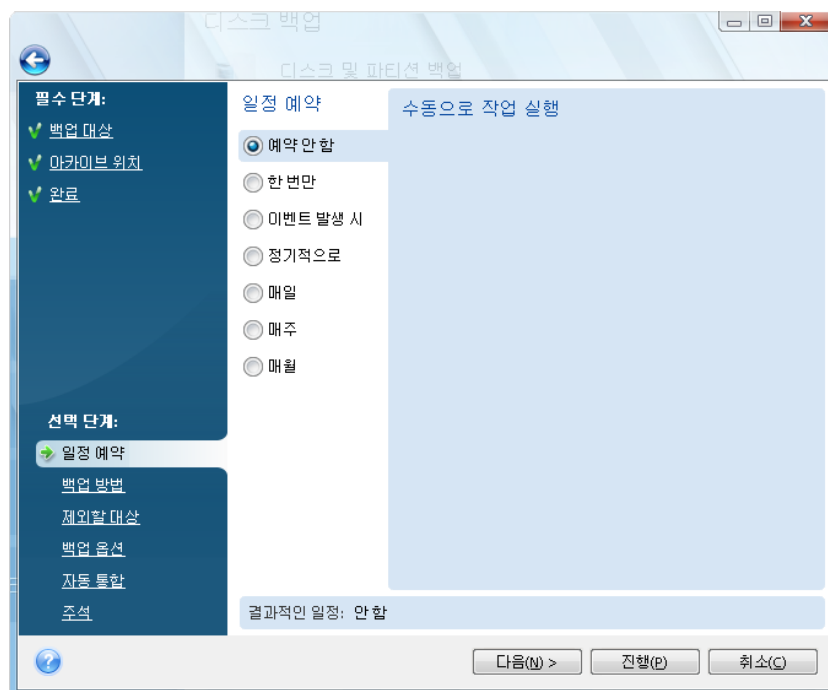 디스크 백업
디스크 및 파티션 백업
필수 단계:
백업 대상
아카이브 위치
완료
선택 단계:
일정 예약
백업 방법
제외할 대상
백업 옵션
자동 통합
주석
일정 예약
예약 안 함
한 번만
이벤트 발생 시
정기적으로
매일
매주
매월
수동으로 작업 실행
결과적인 일정: 안 함
다음(N) >
진행(P)
취소(C)